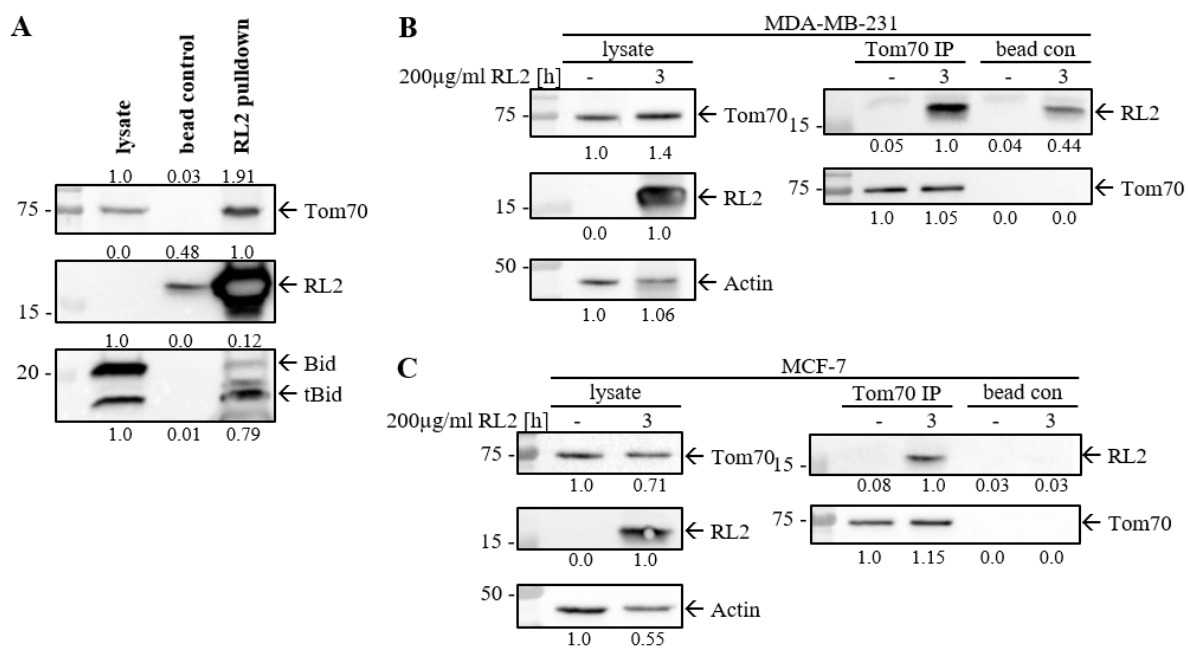 A
lysate
bead control
RL2 pulldown
1.0 0.03 1.91
75 - ← Tom70
0.0 0.48 1.0
← RL2
15 -
1.0 0.0 0.12
20 - ← Bid
← tBid
1.0 0.01 0.79
B
MDA-MB-231
lysate Tom70 IP bead con
200µg/ml RL2 [h] - 3 - 3 - 3
75 - ← Tom70 15 - ← RL2
1.0 1.4 0.05 1.0 0.04 0.44
15 - ← RL2 75 - ← Tom70
0.0 1.0 1.0 1.05 0.0 0.0
50 - ← Actin
1.0 1.06
C
MCF-7
lysate Tom70 IP bead con
200µg/ml RL2 [h] - 3 - 3 - 3
75 - ← Tom70 15 - ← RL2
1.0 0.71 0.08 1.0 0.03 0.03
15 - ← RL2 75 - ← Tom70
0.0 1.0 1.0 1.15 0.0 0.0
50 - ← Actin
1.0 0.55